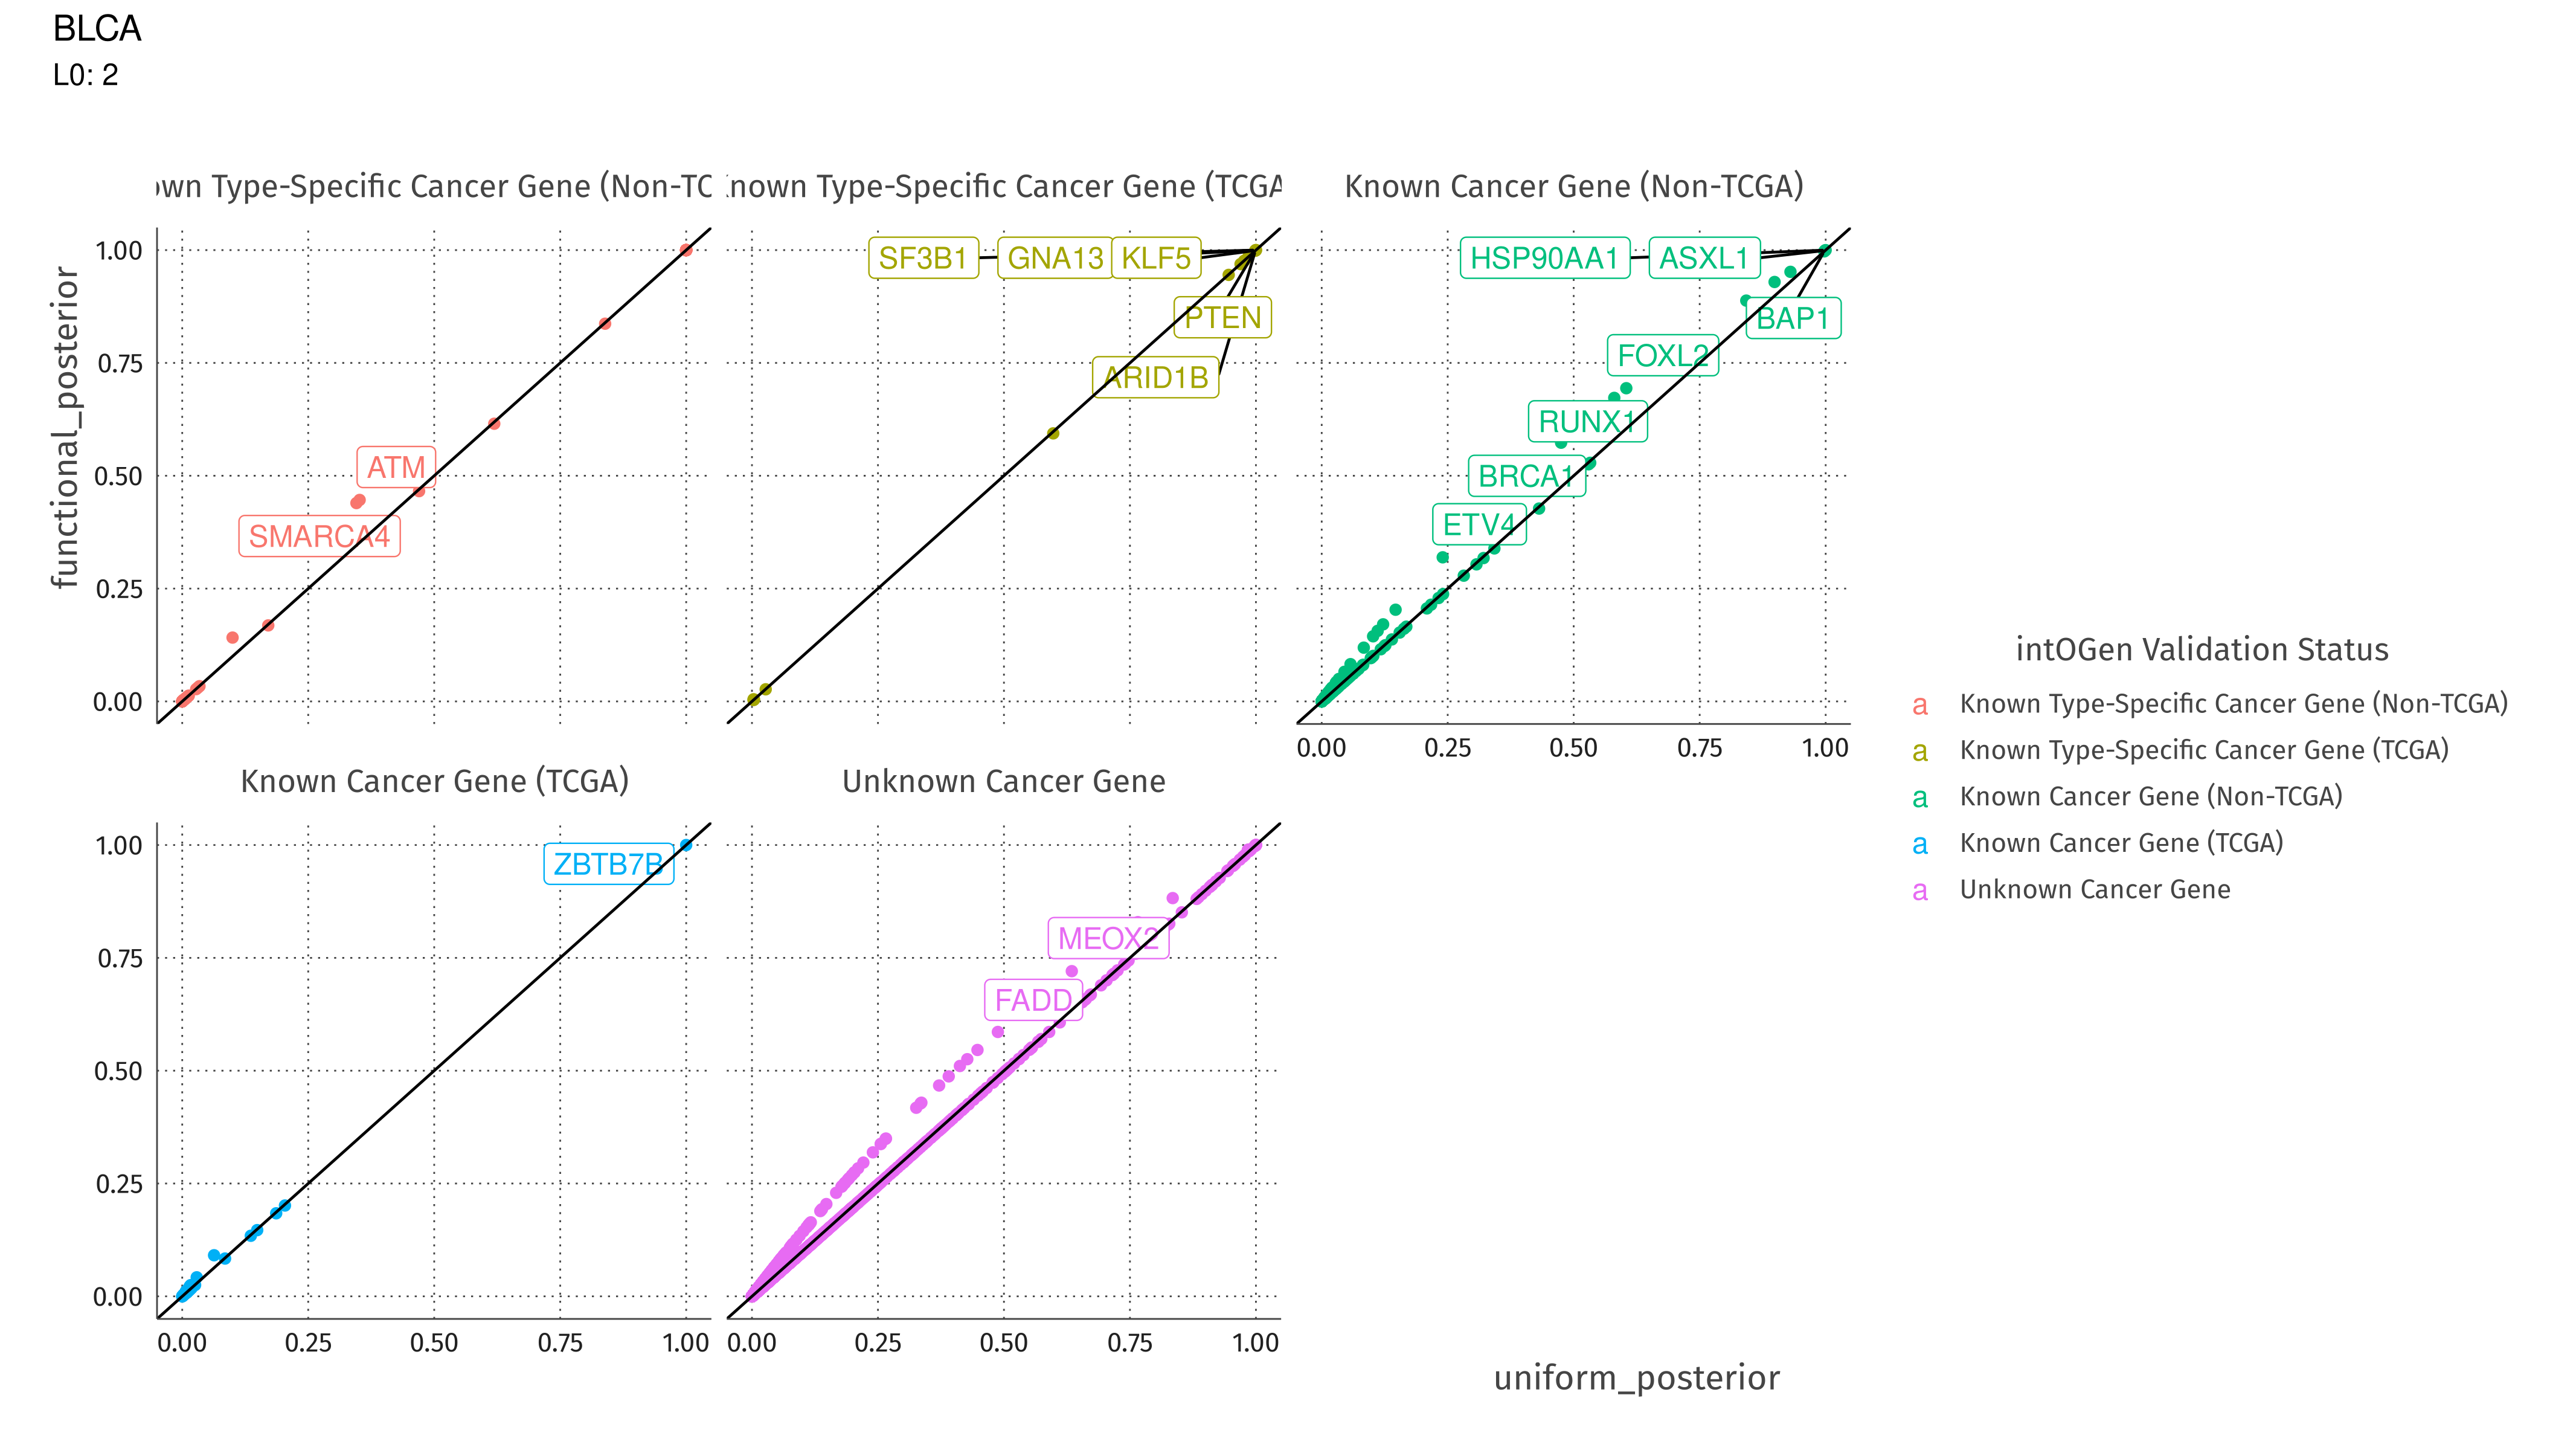 BLCA
L0: 2
own Type-Specific Cancer Gene (Non-TC
Known Type-Specific Cancer Gene (TCGA
Known Cancer Gene (Non-TCGA)
functional_posterior
1.00
0.75
0.50
0.25
0.00
ATM
SMARCA4
SF3B1
GNA13
KLF5
PTEN
ARID1B
HSP90AA1
ASXL1
BAP1
FOXL2
RUNX1
BRCA1
ETV4
0.00 0.25 0.50 0.75 1.00
Known Cancer Gene (TCGA)
Unknown Cancer Gene
1.00
0.75
0.50
0.25
0.00
ZBTB7B
MEOX2
FADD
0.00 0.25 0.50 0.75 1.00
0.00 0.25 0.50 0.75 1.00
uniform_posterior
intOGen Validation Status
a Known Type-Specific Cancer Gene (Non-TCGA)
a Known Type-Specific Cancer Gene (TCGA)
a Known Cancer Gene (Non-TCGA)
a Known Cancer Gene (TCGA)
a Unknown Cancer Gene